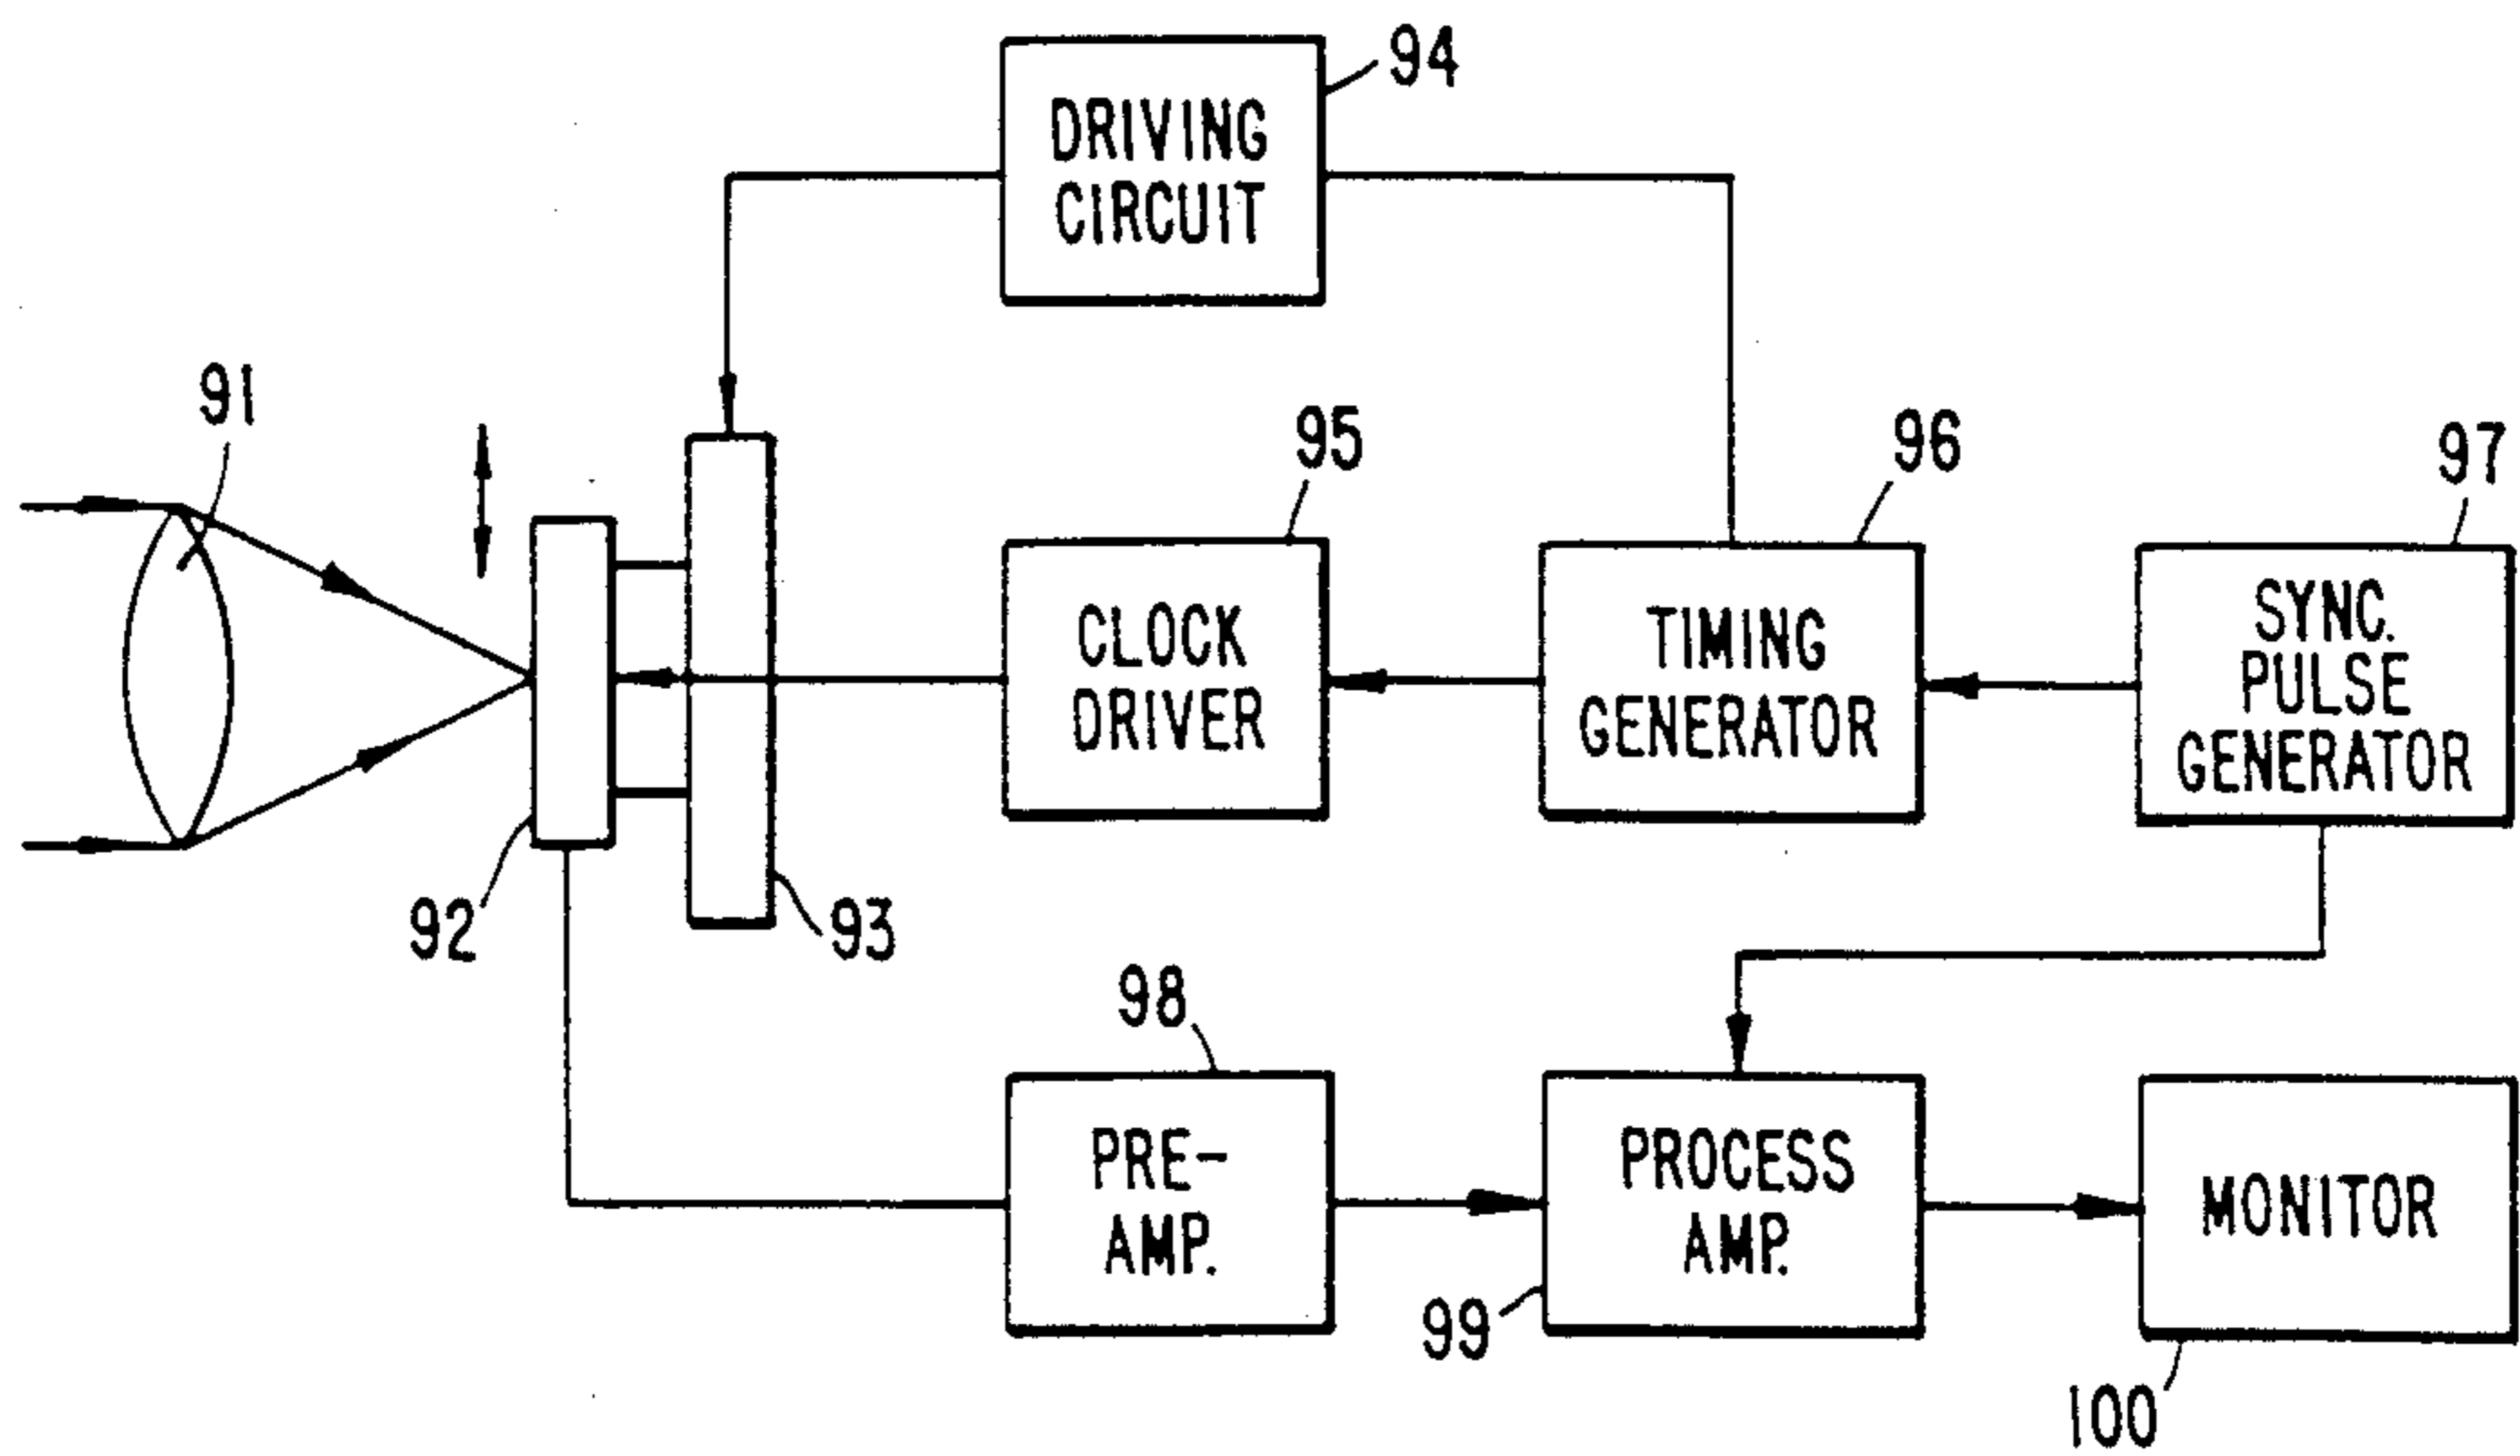 94
DRIVING
CIRCUIT
91
95
96
97
CLOCK
DRIVER
TIMING
GENERATOR
SYNC.
PULSE
GENERATOR
92
93
98
PRE-
AMP.
PROCESS
AMP.
MONITOR
99
100